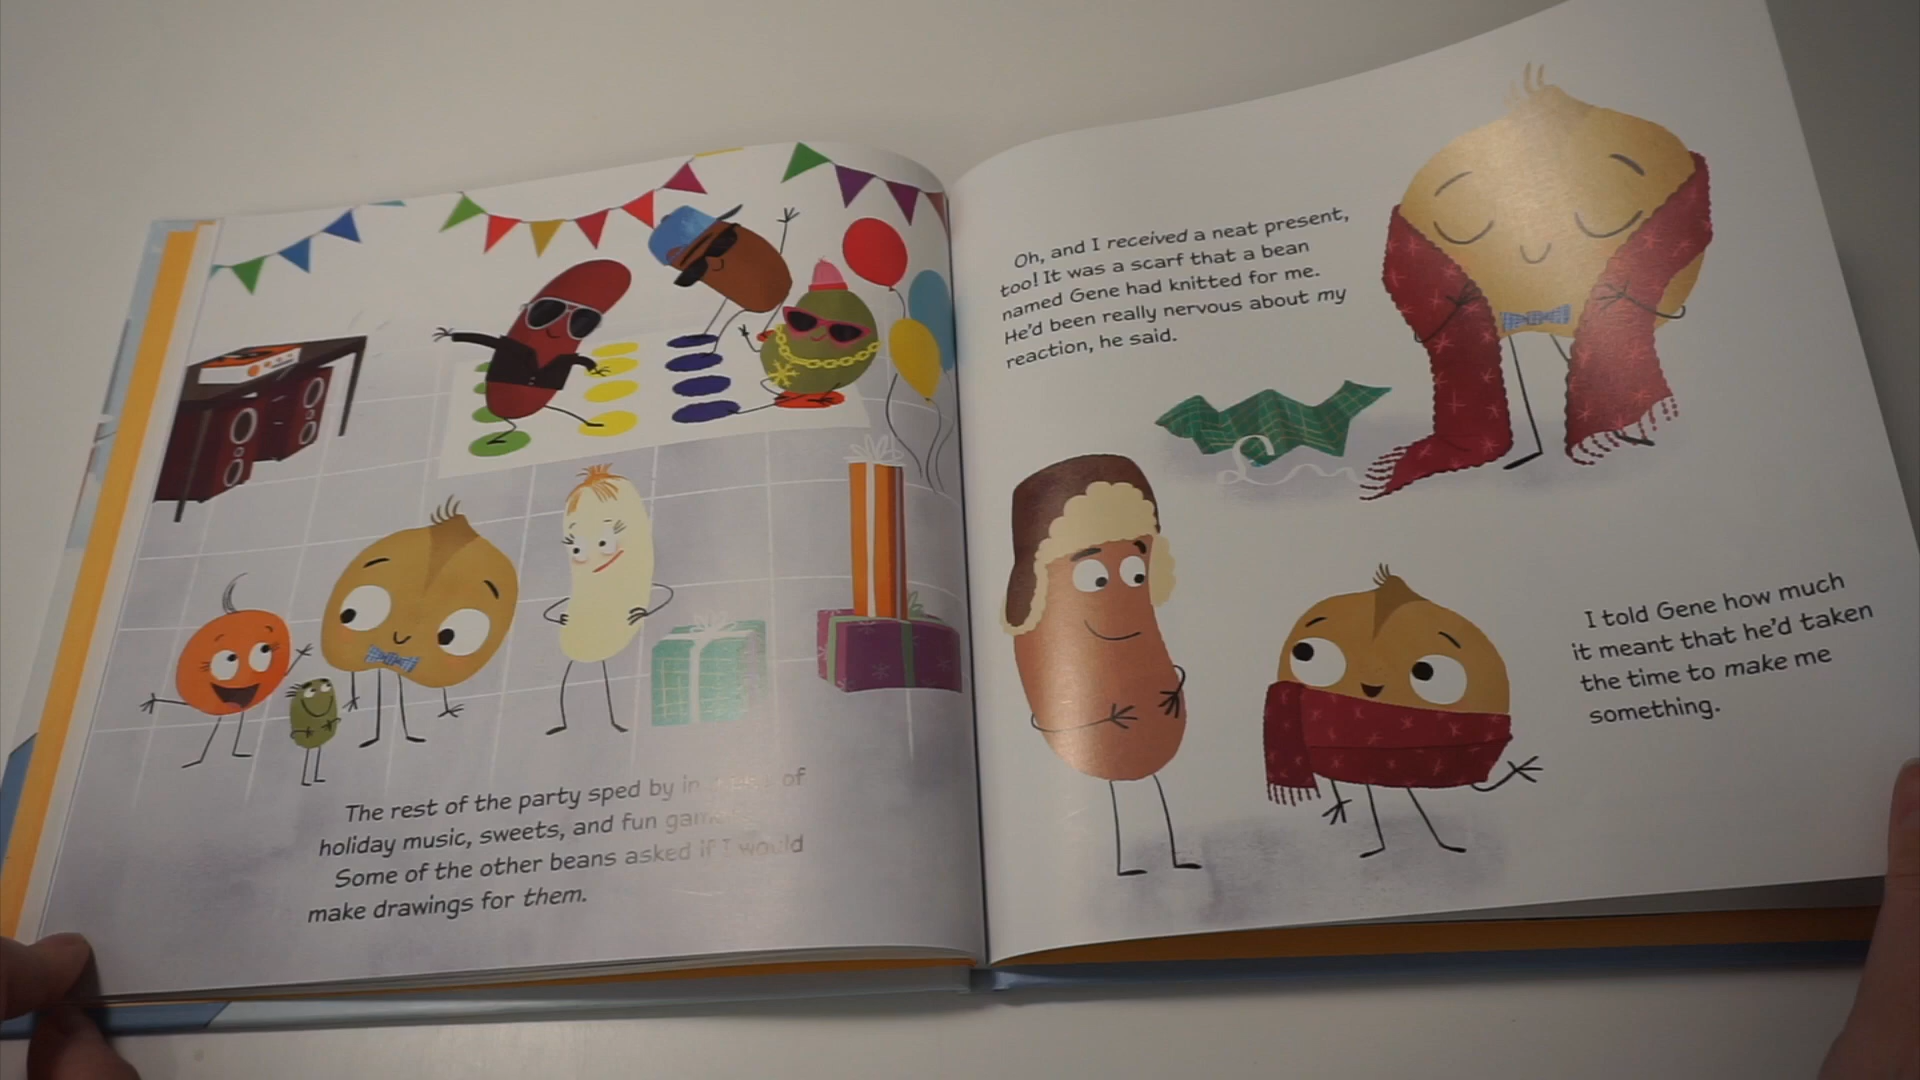 The rest of the party sped by in of
holiday music, sweets, and fun
Some of the other beans asked if I would
make drawings for them.
Oh, and I received a neat present,
too! It was a scarf that a bean
named Gene had knitted for me.
He'd been really nervous about my
reaction, he said.
I told Gene how much
it meant that he'd taken
the time to make me
something.